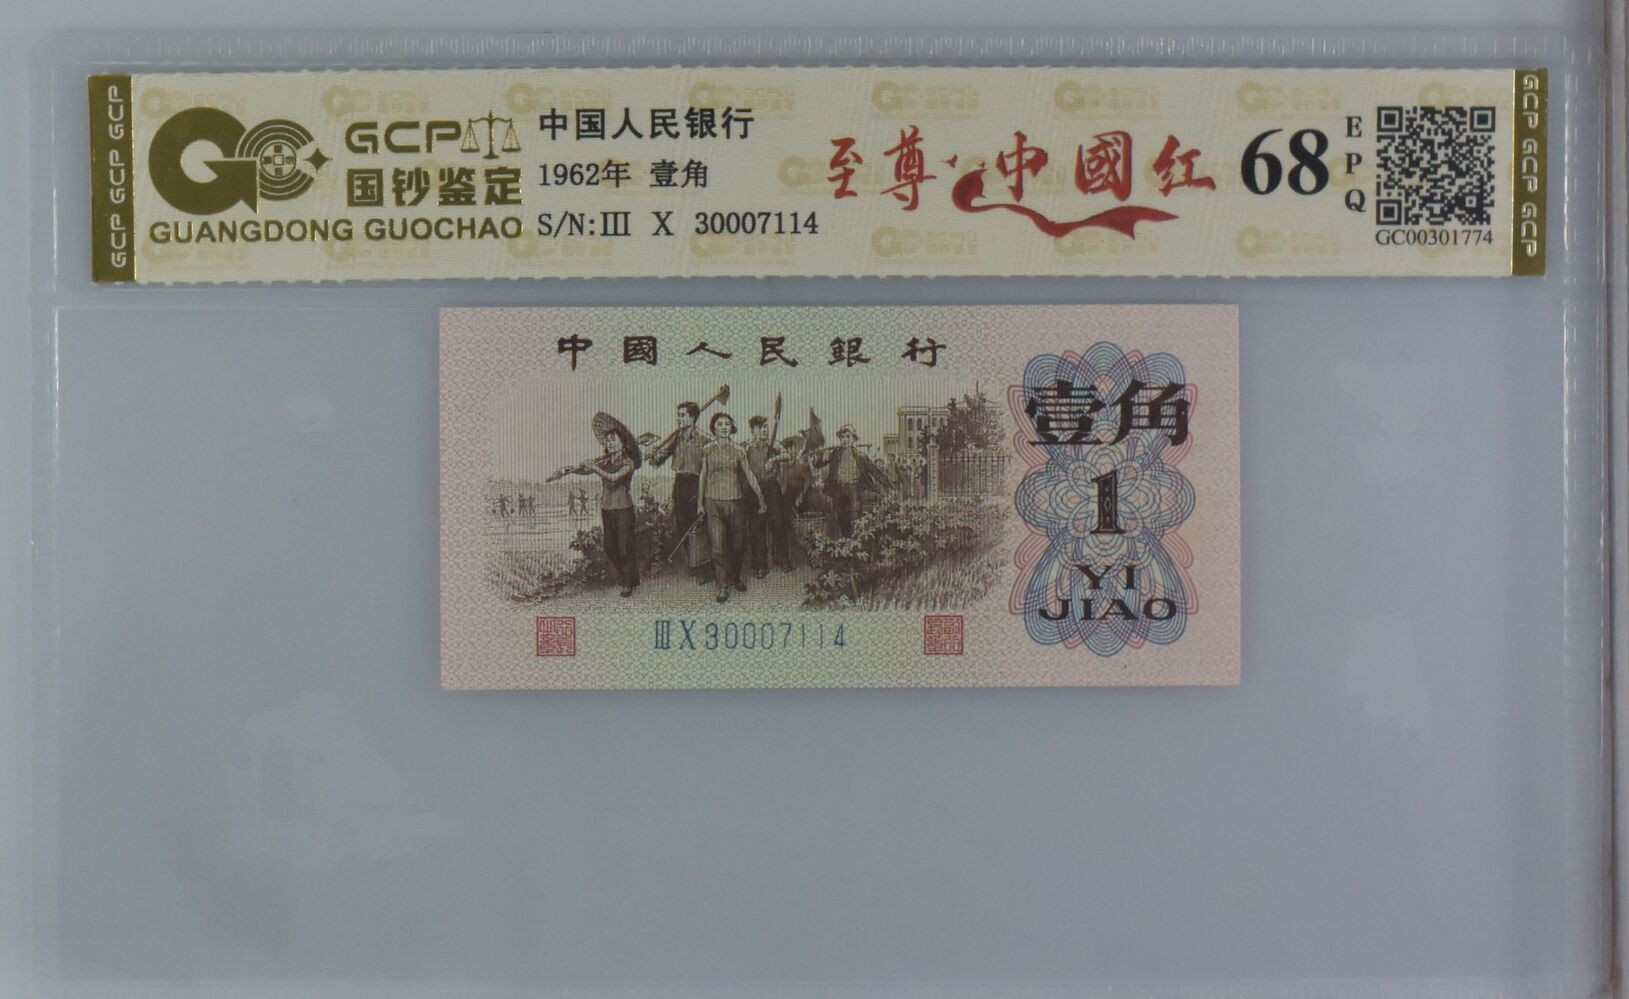 GCP GCP GCP
GCP
国钞鉴定
GUANGDONG GUOCHAO
中国人民银行
1962年 壹角
S/N:Ⅲ X 30007114
至尊·中國红
68
EPQ
GC00301774
GCP GCP GCP
中國人民銀行
壹角
1
YI
JIAO
ⅢX30007114